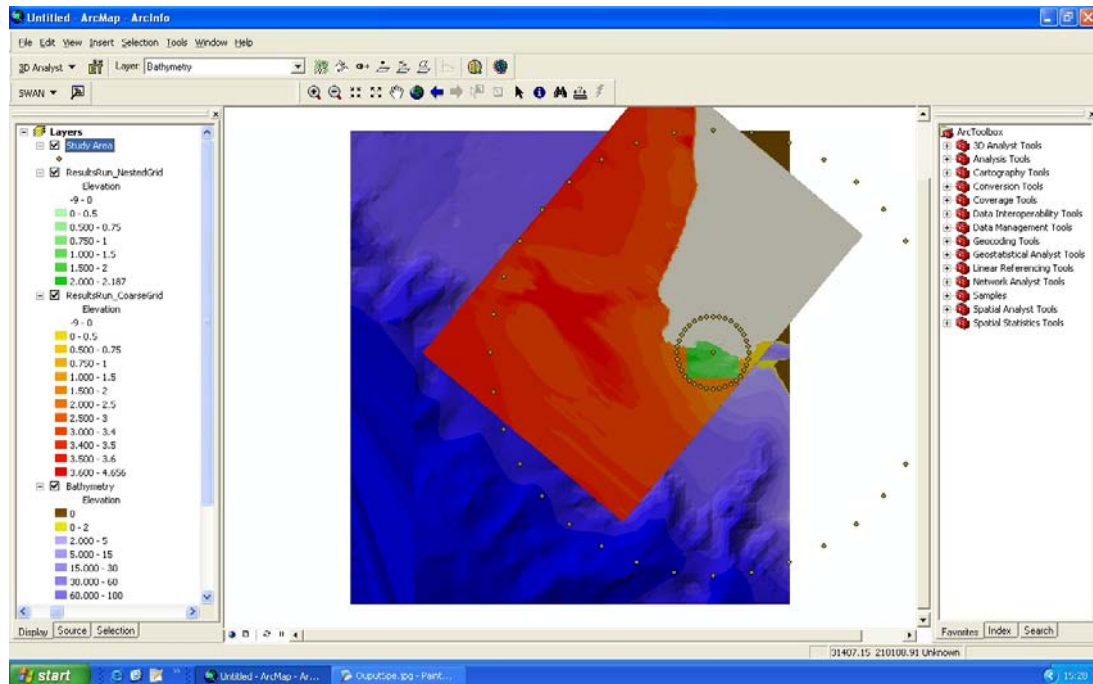 Untitled - ArcMap - ArcInfo
File Edit View Insert Selection Tools Window Help
3D Analyst Layer: Bathymetry
SWAN
Layers
Study Area
ResultsRun_NestedGrid
Elevation
-9 - 0
0 - 0.5
0.500 - 0.75
0.750 - 1
1.000 - 1.5
1.500 - 2
2.000 - 2.187
ResultsRun_CoarseGrid
Elevation
-9 - 0
0 - 0.5
0.500 - 0.75
0.750 - 1
1.000 - 1.5
1.500 - 2
2.000 - 2.5
2.500 - 3
3.000 - 3.4
3.400 - 3.5
3.500 - 3.6
3.600 - 4.656
Bathymetry
Elevation
0
0 - 2
2.000 - 5
5.000 - 15
15.000 - 30
30.000 - 60
60.000 - 100
Display Source Selection
ArcToolbox
3D Analyst Tools
Analysis Tools
Cartography Tools
Conversion Tools
Coverage Tools
Data Interoperability Tools
Data Management Tools
Geocoding Tools
Geostatistical Analyst Tools
Linear Referencing Tools
Network Analyst Tools
Samples
Spatial Analyst Tools
Spatial Statistics Tools
Favorites Index Search
31407.15 210108.91 Unknown
start
Untitled - ArcMap - Ar...
OuputSpe.jpg - Paint...
15:28